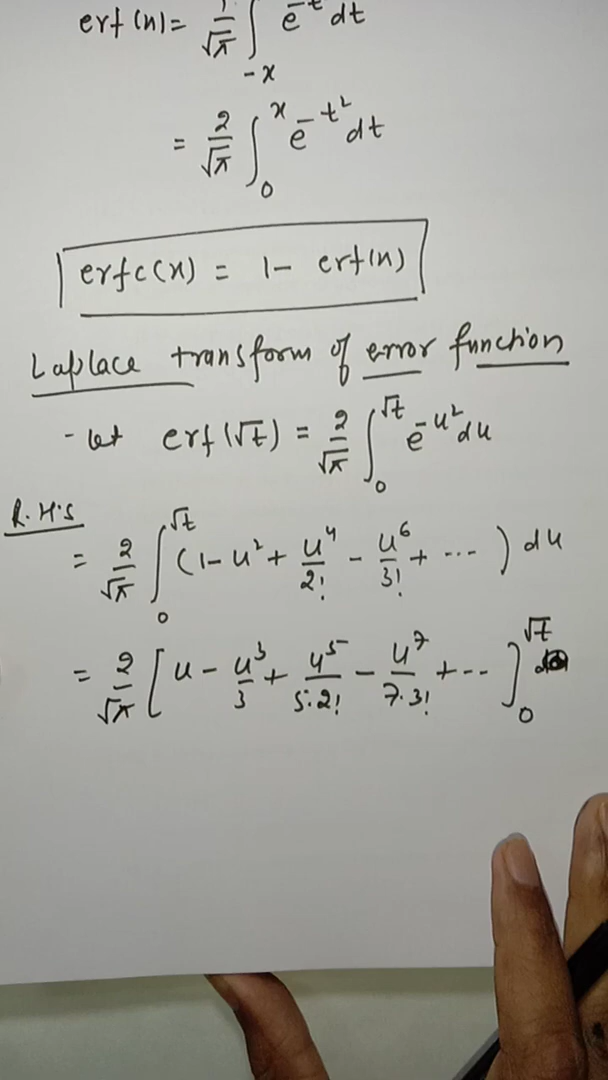 erf(x) = 1/√π ∫_{-x} e^{-t} dt
= 2/√π ∫_0^x e^{-t²} dt
erfc(x) = 1 - erf(x)
Laplace transform of error function
- Let erf(√t) = 2/√π ∫_0^{√t} e^{-u²} du
R.H.S
= 2/√π ∫_0^{√t} (1 - u² + u⁴/2! - u⁶/3! + ...) du
= 2/√π [u - u³/3 + u⁵/5.2! - u⁷/7.3! + ...]_0^{√t}